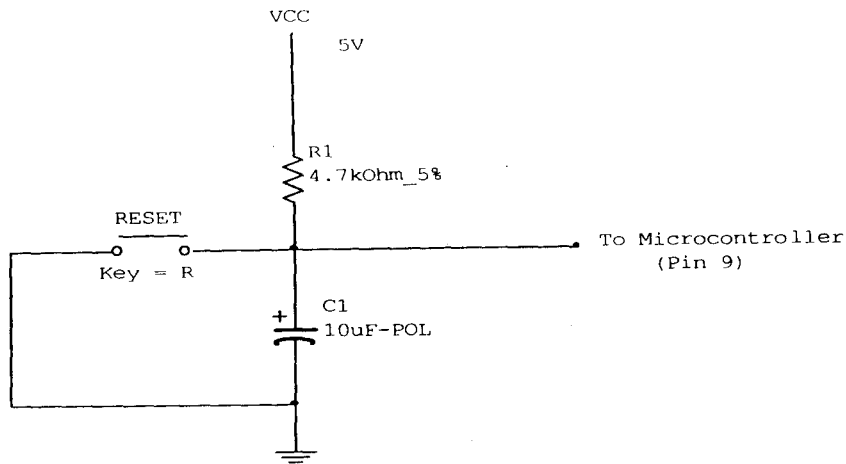 VCC
5V
R1
4.7kOhm_5%
RESET
Key = R
To Microcontroller
(Pin 9)
C1
+
10uF-POL